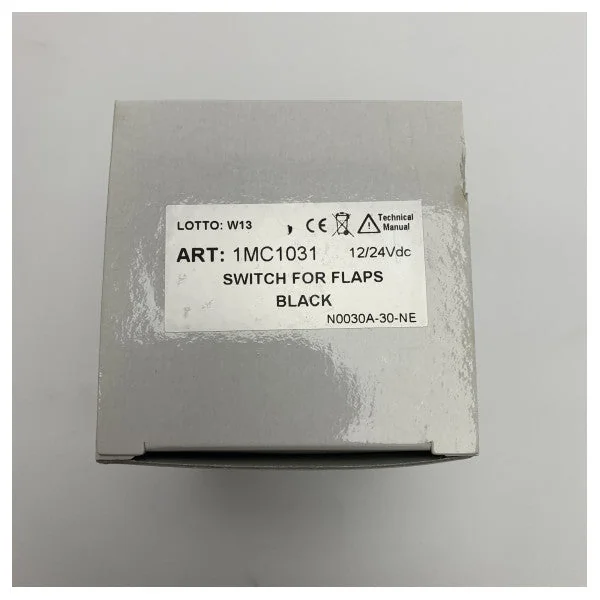 LOTTO: W13
CE
Technical
Manual
ART: 1MC1031 12/24Vdc
SWITCH FOR FLAPS
BLACK
N0030A-30-NE